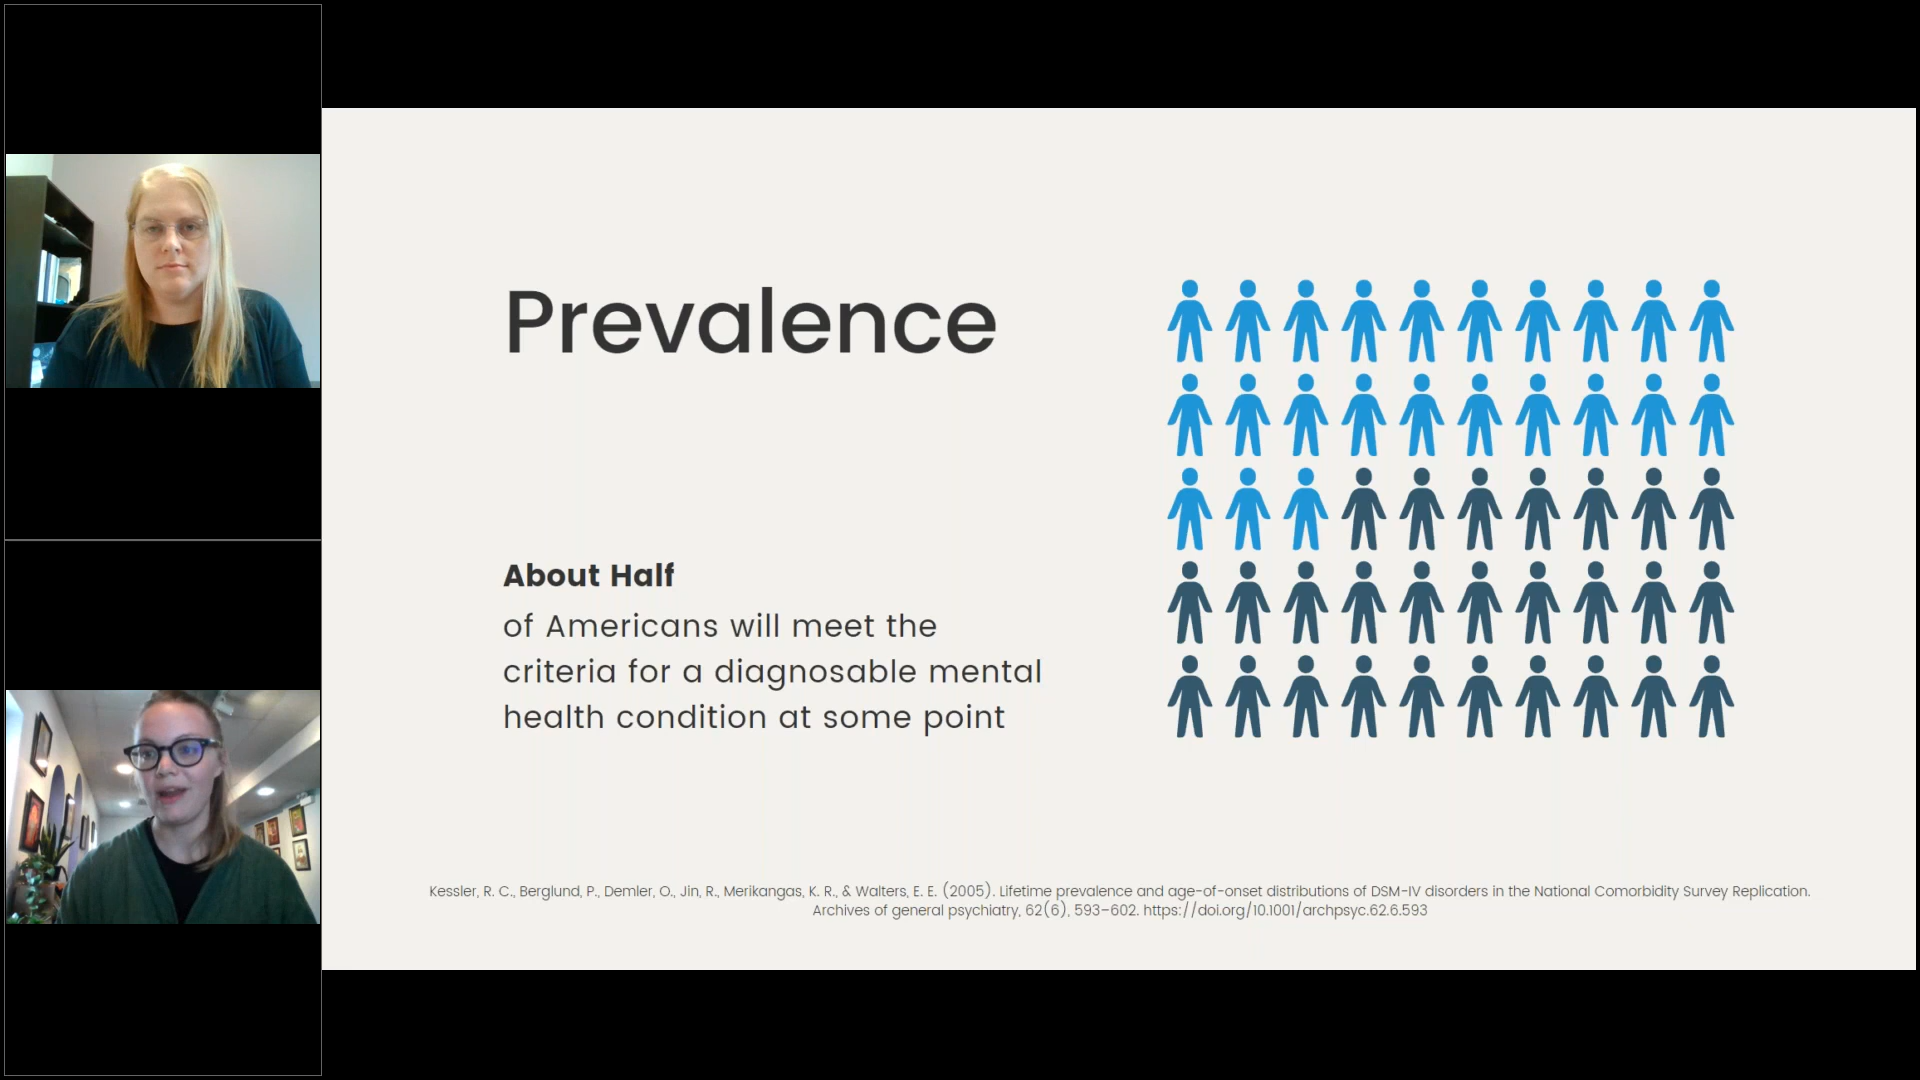 Prevalence
About Half
of Americans will meet the
criteria for a diagnosable mental
health condition at some point
Kessler, R. C., Berglund, P., Demler, O., Jin, R., Merikangas, K. R., & Walters, E. E. (2005). Lifetime prevalence and age-of-onset distributions of DSM-IV disorders in the National Comorbidity Survey Replication.
Archives of general psychiatry, 62(6), 593–602. https://doi.org/10.1001/archpsyc.62.6.593